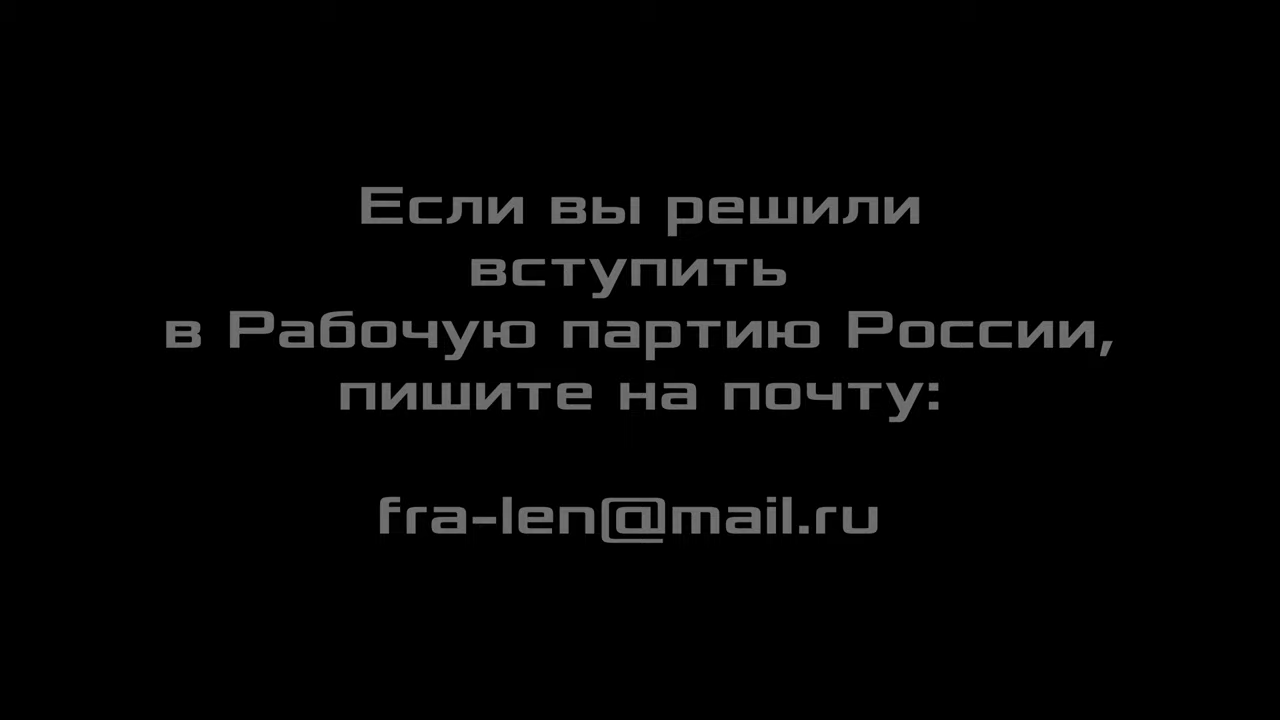 Если вы решили
вступить
в Рабочую партию России,
пишите на почту:
fra-len@mail.ru